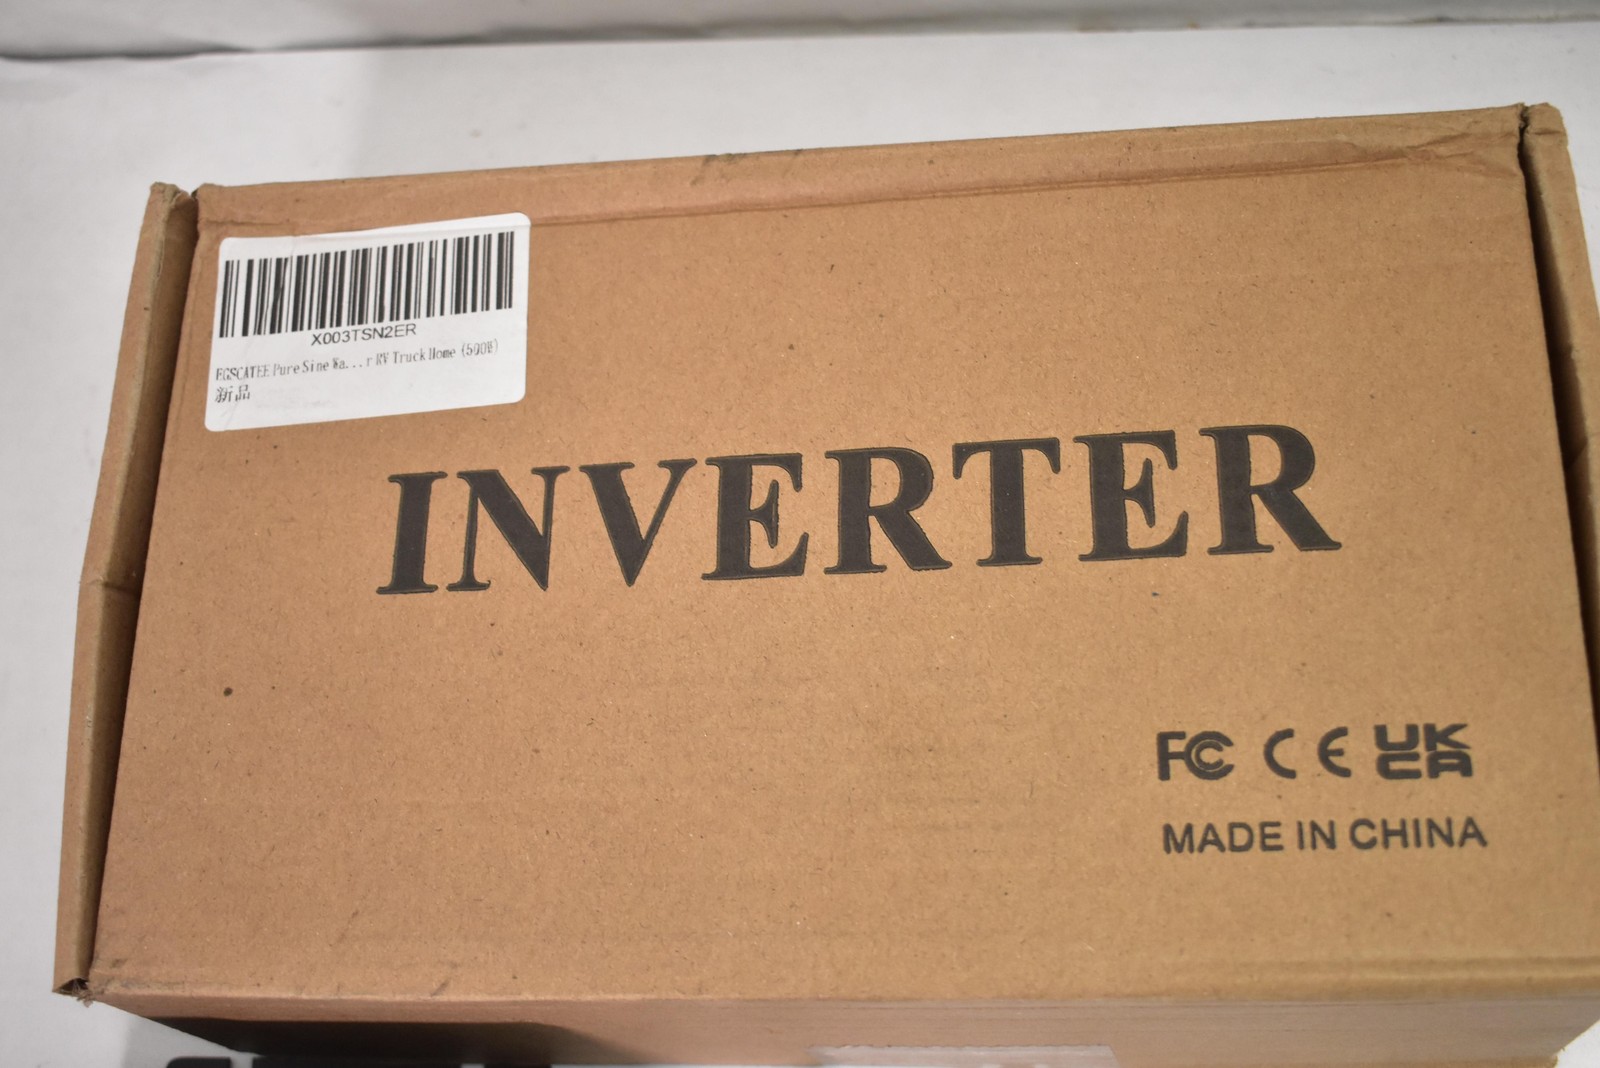 X003TSN2ER
EGSCATEE Pure Sine Wa...r RV Truck Home (500W)
新品
INVERTER
FC CE UK
CA
MADE IN CHINA